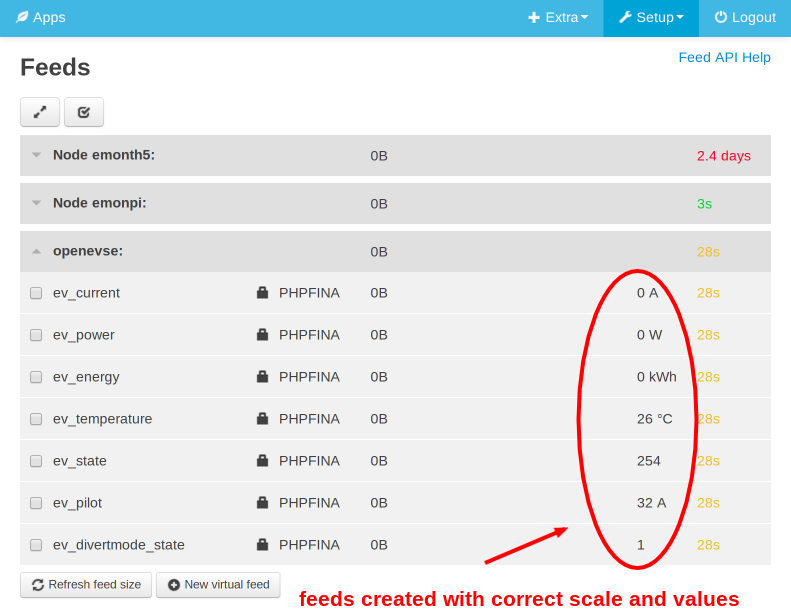 Apps Extra Setup Logout
Feeds Feed API Help
Node emonth5: 0B 2.4 days
Node emonpi: 0B 3s
openevse: 0B 28s
ev_current PHPFINA 0B 0 A 28s
ev_power PHPFINA 0B 0 W 28s
ev_energy PHPFINA 0B 0 kWh 28s
ev_temperature PHPFINA 0B 26 °C 28s
ev_state PHPFINA 0B 254 28s
ev_pilot PHPFINA 0B 32 A 28s
ev_divertmode_state PHPFINA 0B 1 28s
Refresh feed size New virtual feed
feeds created with correct scale and values